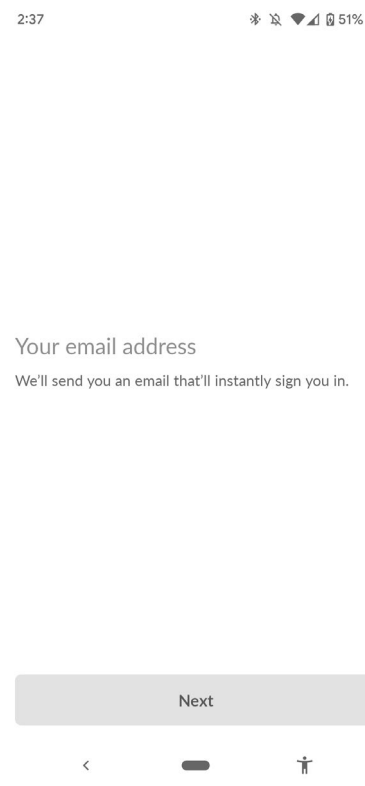 2:37
51%
Your email address
We'll send you an email that'll instantly sign you in.
Next